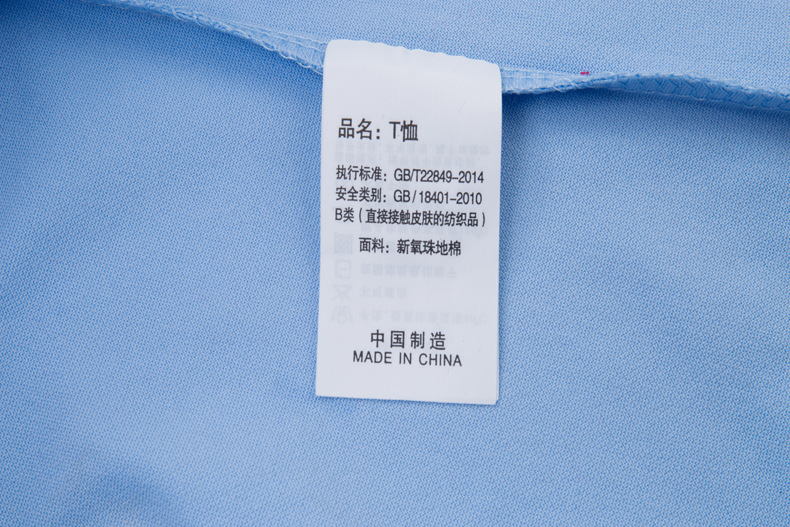 品名：T恤
执行标准：GB/T22849-2014
安全类别：GB/18401-2010
B类（直接接触皮肤的纺织品）
面料：新氧珠地棉
中国制造
MADE IN CHINA